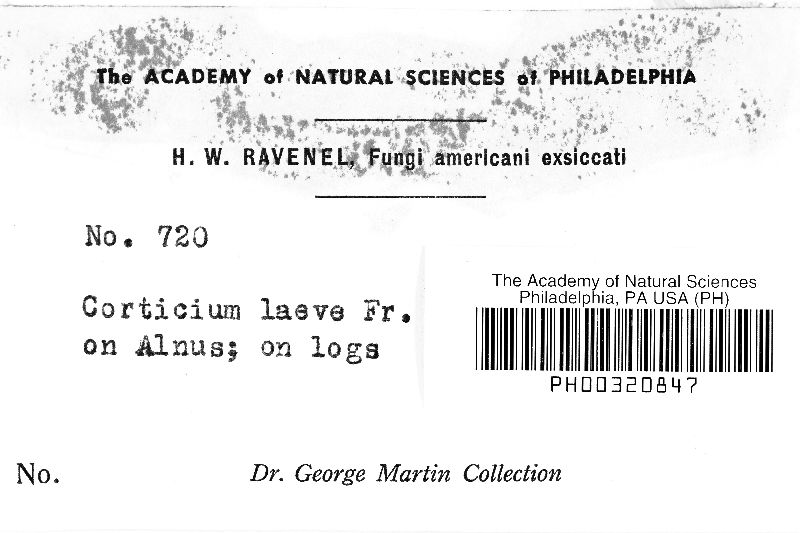 The ACADEMY of NATURAL SCIENCES of PHILADELPHIA
H. W. RAVENEL, Fungi americani exsiccati
No. 720
Corticium laeve Fr.
on Alnus; on logs
The Academy of Natural Sciences
Philadelphia, PA USA (PH)
PH00320847
No.
Dr. George Martin Collection